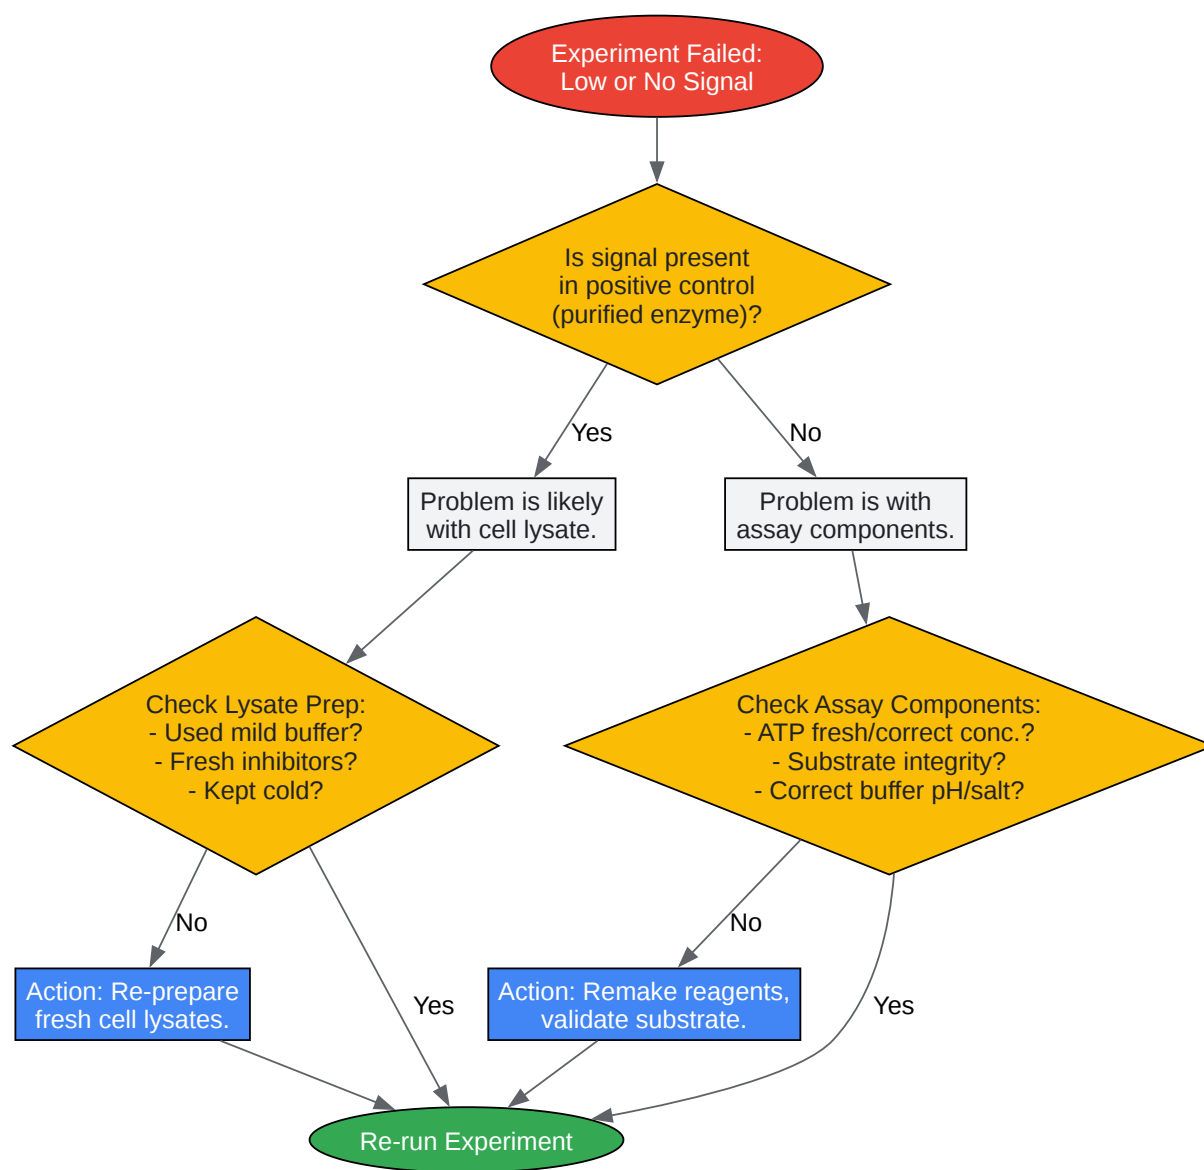 Experiment Failed:
Low or No Signal
Is signal present
in positive control
(purified enzyme)?
Yes
No
Problem is likely
with cell lysate.
Problem is with
assay components.
Check Lysate Prep:
- Used mild buffer?
- Fresh inhibitors?
- Kept cold?
Check Assay Components:
- ATP fresh/correct conc.?
- Substrate integrity?
- Correct buffer pH/salt?
No
No
Action: Re-prepare
fresh cell lysates.
Yes
Action: Remake reagents,
validate substrate.
Yes
Re-run Experiment